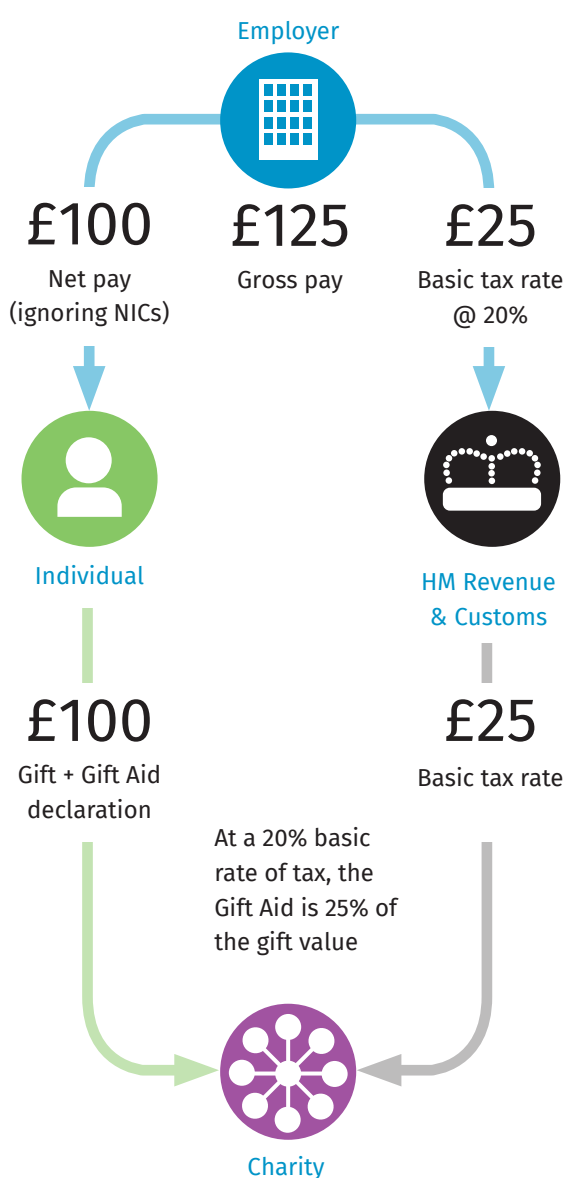 Employer
£100
Net pay
(ignoring NICs)
£125
Gross pay
£25
Basic tax rate
@ 20%
Individual
HM Revenue
& Customs
£100
Gift + Gift Aid
declaration
£25
Basic tax rate
At a 20% basic
rate of tax, the
Gift Aid is 25% of
the gift value
Charity